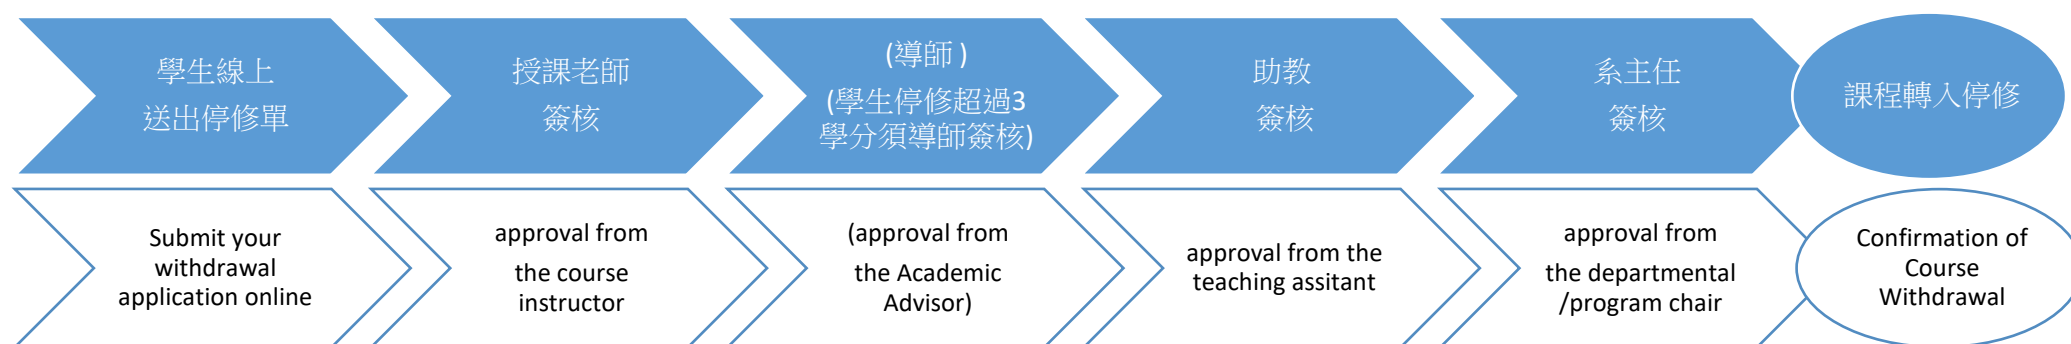 學生線上
送出停修單
授課老師
簽核
(導師 )
(學生停修超過3
學分須導師簽核)
助教
簽核
系主任
簽核
課程轉入停修
Submit your
withdrawal
application online
approval from
the course
instructor
(approval from
the Academic
Advisor)
approval from the
teaching assitant
approval from
the departmental
/program chair
Confirmation of
Course
Withdrawal